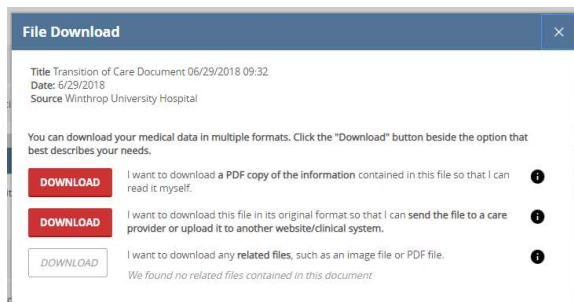 File Download
×
Title Transition of Care Document 06/29/2018 09:32
Date: 6/29/2018
Source Winthrop University Hospital
You can download your medical data in multiple formats. Click the "Download" button beside the option that
best describes your needs.
DOWNLOAD
I want to download a PDF copy of the information contained in this file so that I can
read it myself.
DOWNLOAD
I want to download this file in its original format so that I can send the file to a care
provider or upload it to another website/clinical system.
DOWNLOAD
I want to download any related files, such as an image file or PDF file.
We found no related files contained in this document